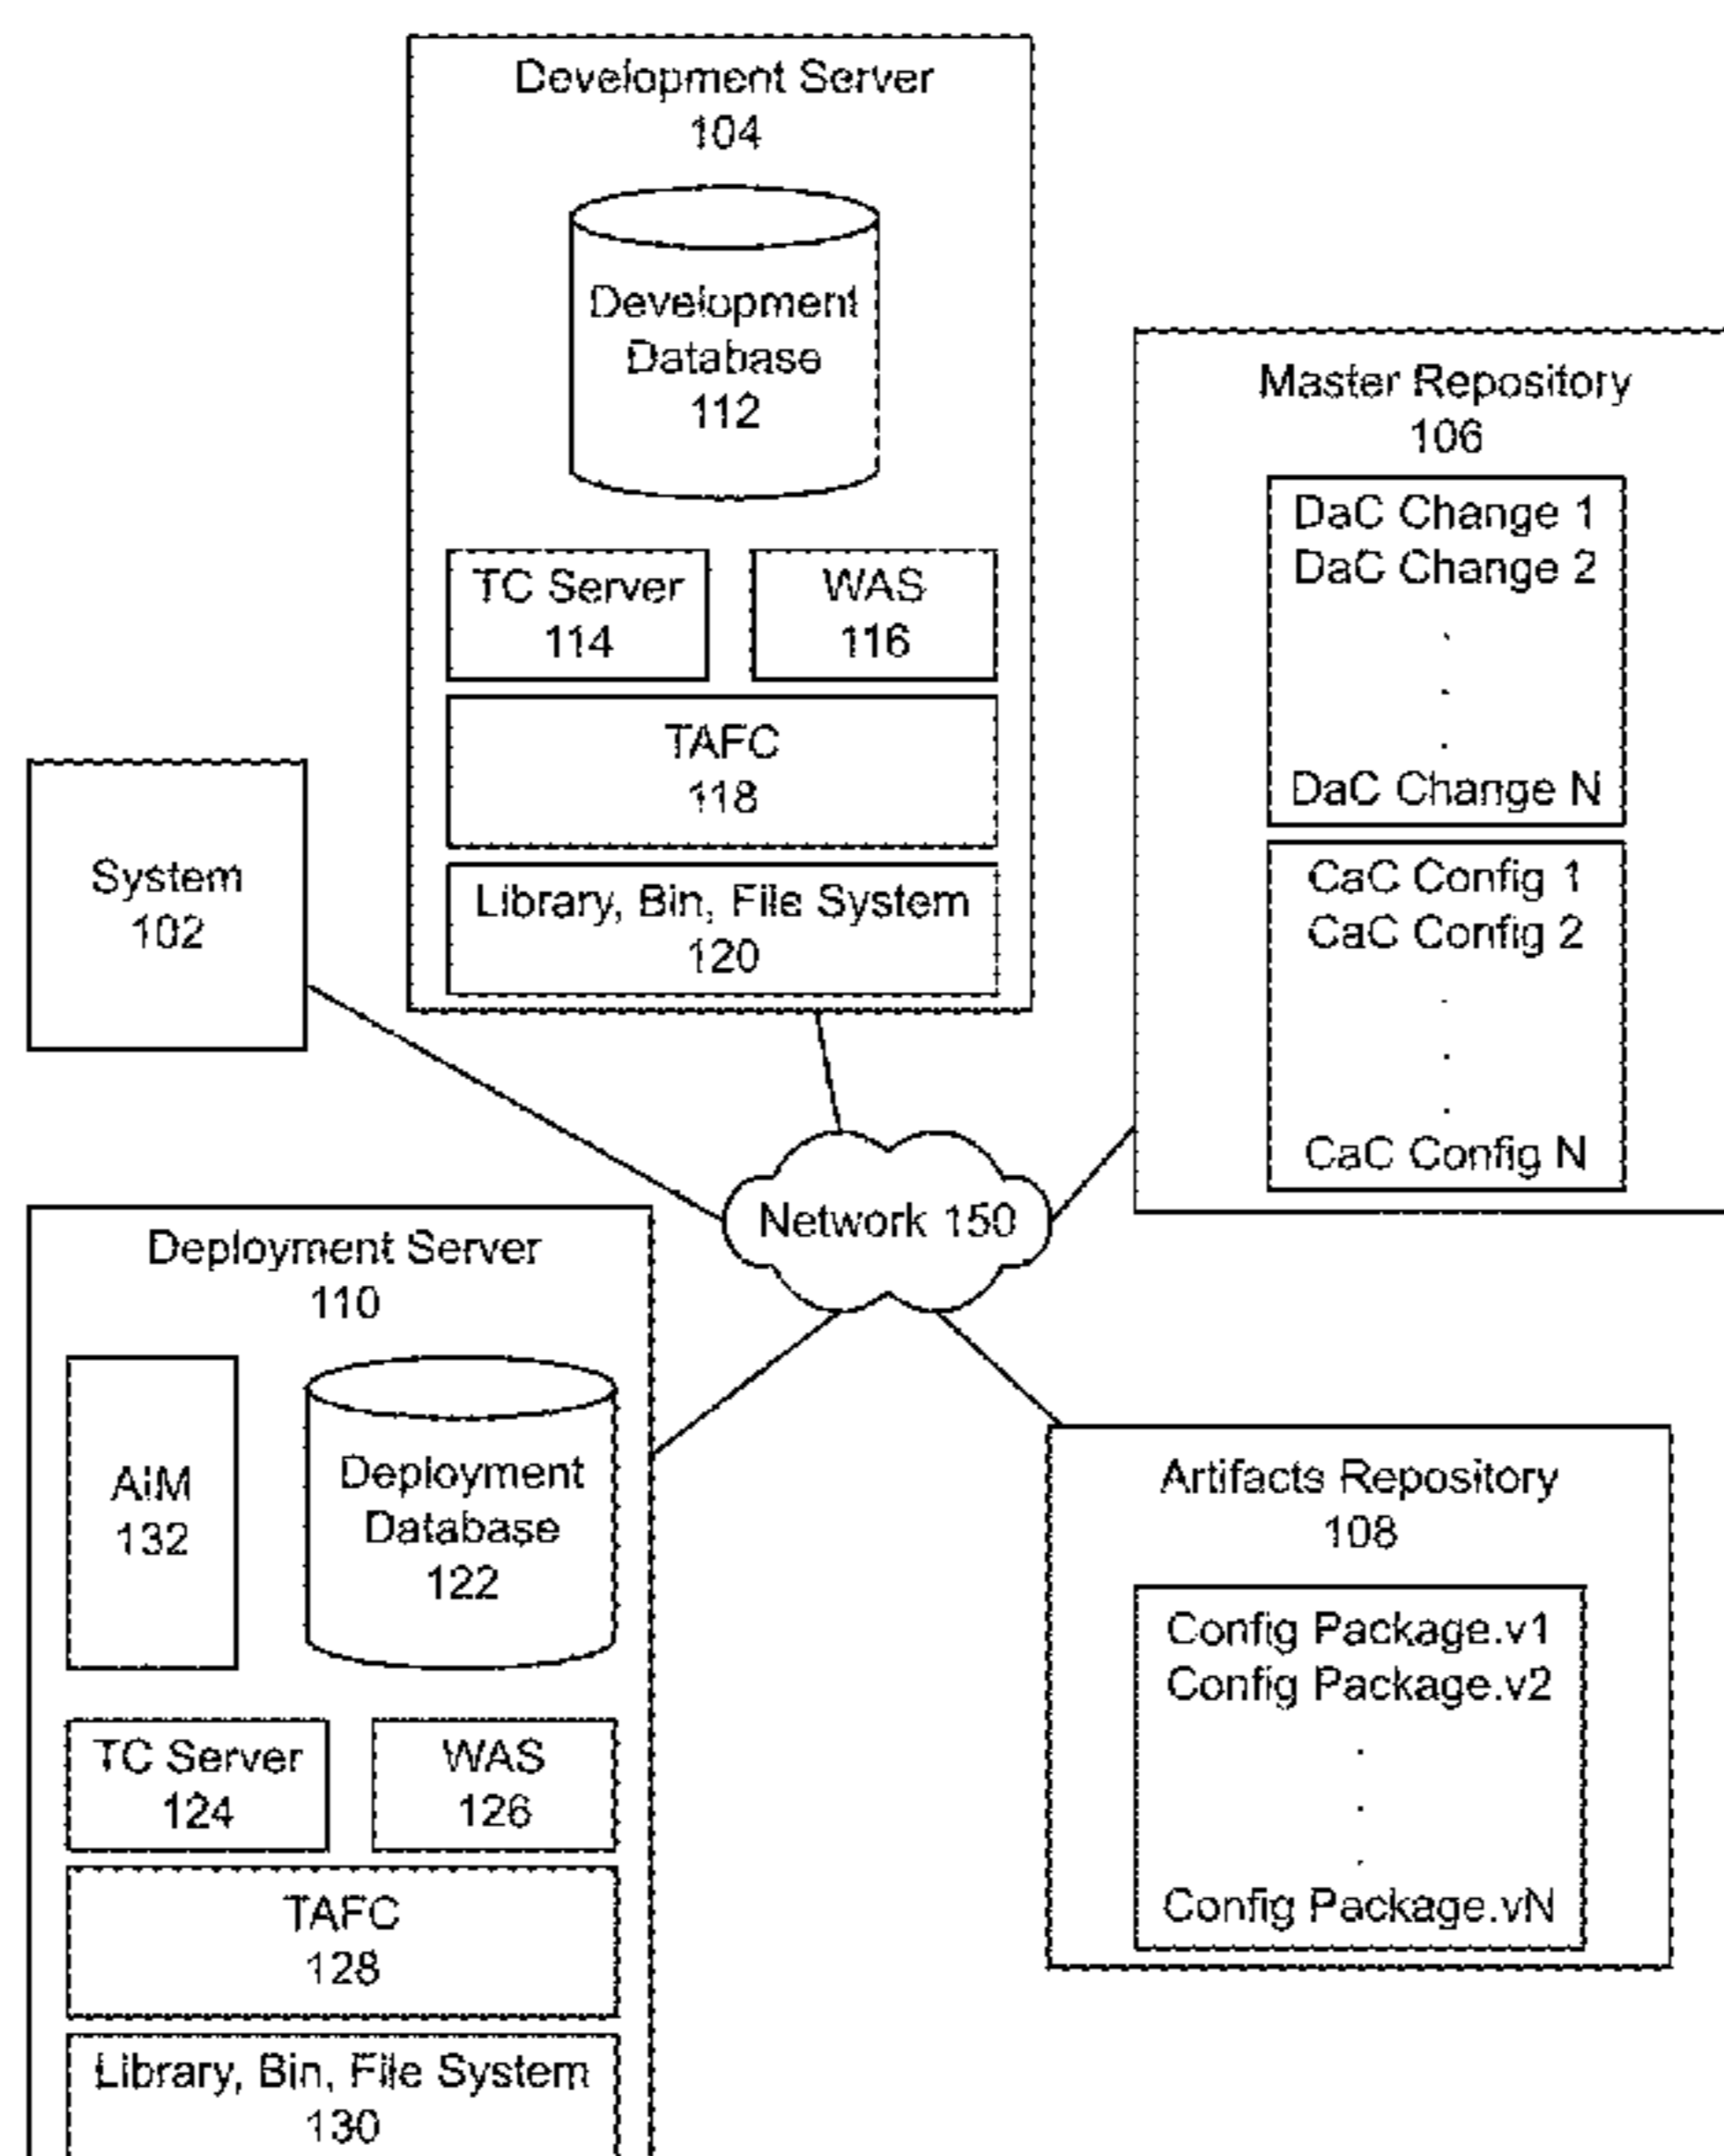 Development Server
104
Development
Database
112
TC Server
114
WAS
116
TAFC
118
Library, Bin, File System
120
Master Repository
106
DaC Change 1
DaC Change 2
.
.
.
DaC Change N
CaC Config 1
CaC Config 2
.
.
.
CaC Config N
System
102
Network 150
Deployment Server
110
AIM
132
Deployment
Database
122
TC Server
124
WAS
126
TAFC
128
Library, Bin, File System
130
Artifacts Repository
108
Config Package.v1
Config Package.v2
.
.
.
Config Package.vN